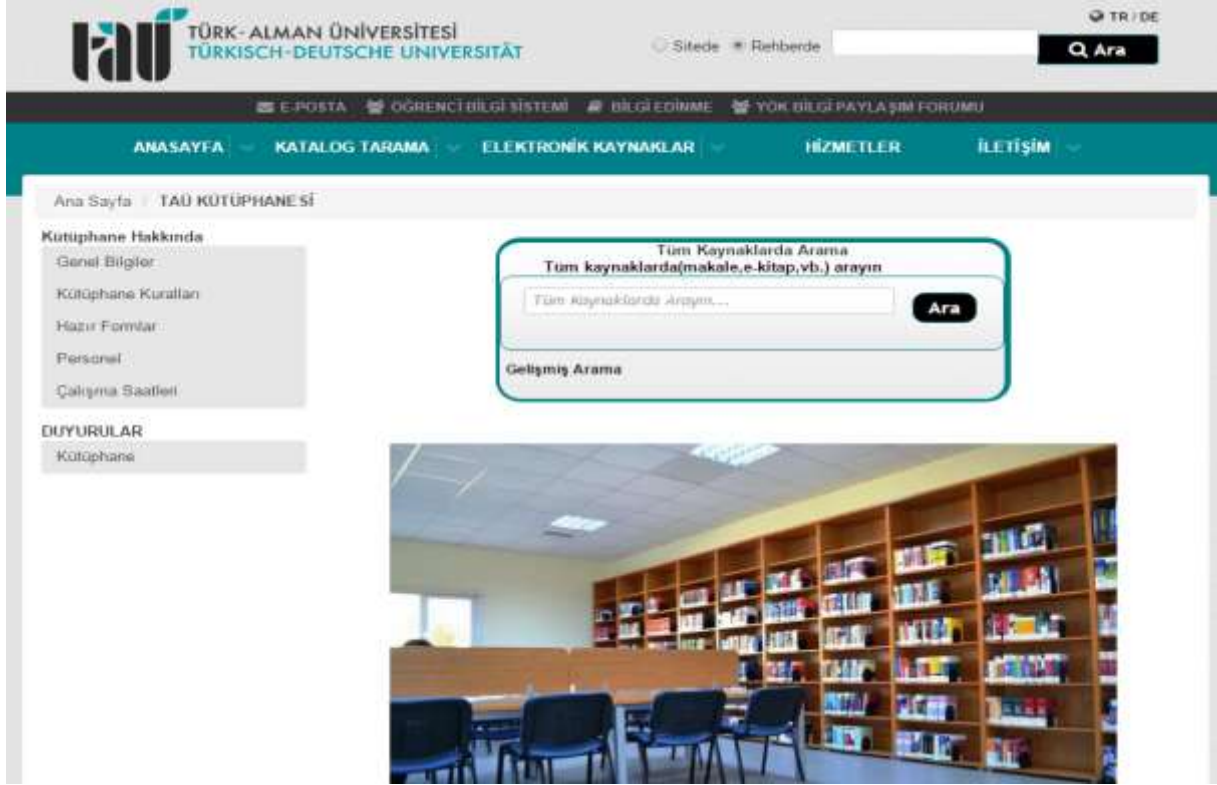 taü
TÜRK- ALMAN ÜNİVERSİTESİ
TÜRKISCH-DEUTSCHE UNIVERSITÄT
TR / DE
Sitede Rehberde
Ara
E-POSTA ÖĞRENCİ BİLGİ SİSTEMİ BİLGİ EDİNME YÖK BİLGİ PAYLAŞIM FORUMU
ANASAYFA KATALOG TARAMA ELEKTRONİK KAYNAKLAR HİZMETLER İLETİŞİM
Ana Sayfa / TAÜ KÜTÜPHANESİ
Kütüphane Hakkında
Genel Bilgiler
Kütüphane Kuralları
Hazır Formlar
Personel
Çalışma Saatleri
DUYURULAR
Kütüphane
Tüm Kaynaklarda Arama
Tüm kaynaklarda(makale,e-kitap,vb.) arayın
Tüm Kaynaklarda Arayın...
Ara
Gelişmiş Arama